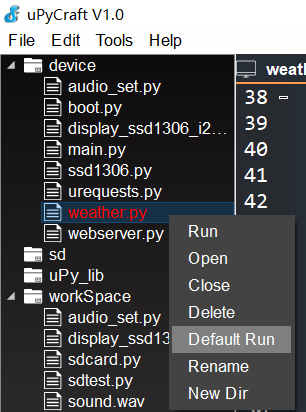 uPyCraft V1.0
File Edit Tools Help
device
audio_set.py
boot.py
display_ssd1306_i2...
main.py
ssd1306.py
urequests.py
weather.py
webserver.py
sd
uPy_lib
workSpace
audio_set.py
display_ssd13
sdcard.py
sdtest.py
sound.wav
weath
38
39
40
41
42
Run
Open
Close
Delete
Default Run
Rename
New Dir